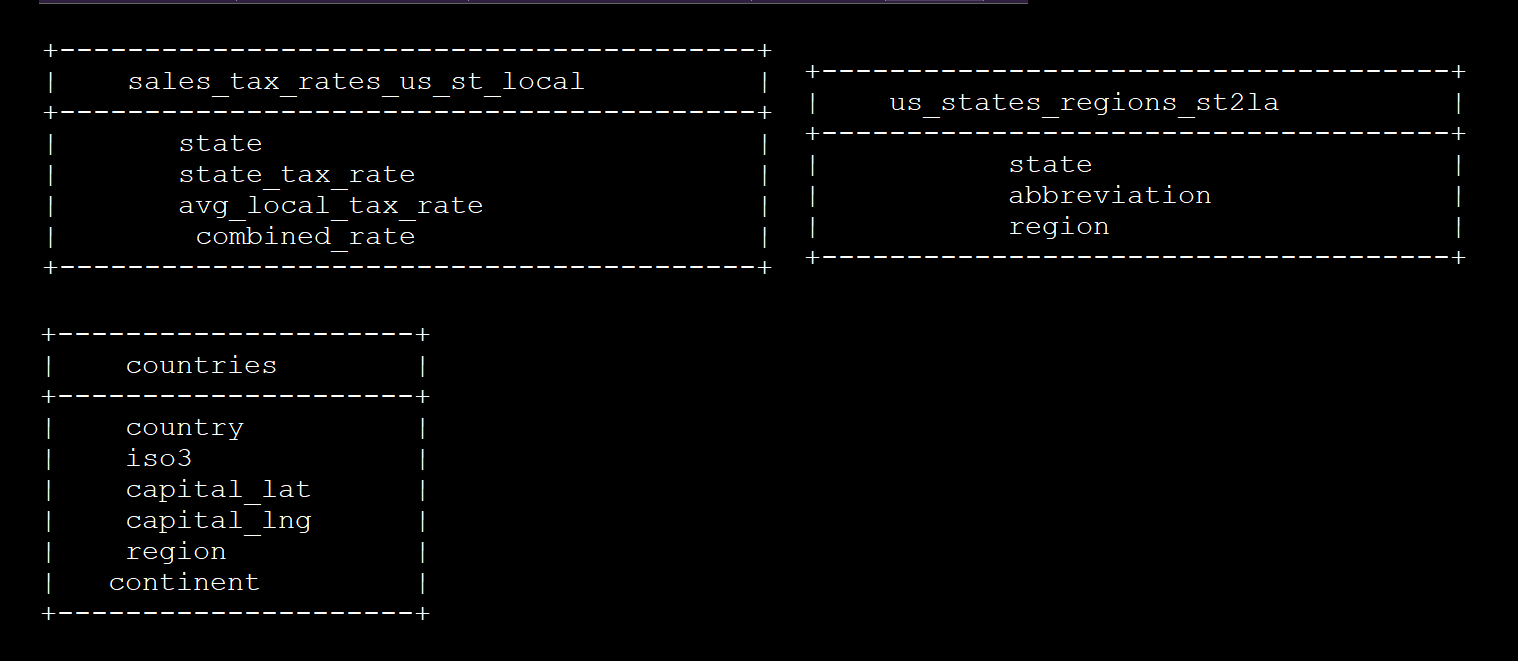 sales_tax_rates_us_st_local
state
state_tax_rate
avg_local_tax_rate
combined_rate
us_states_regions_st2la
state
abbreviation
region
countries
country
iso3
capital_lat
capital_lng
region
continent